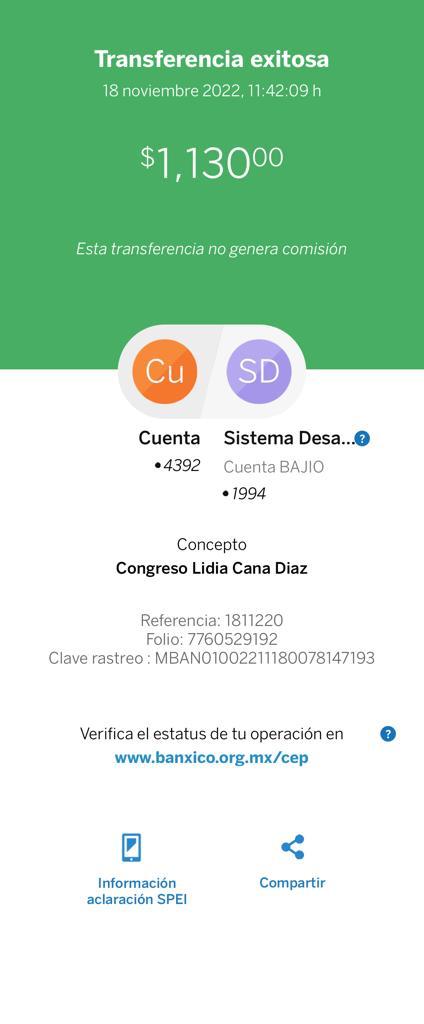 Transferencia exitosa
18 noviembre 2022, 11:42:09 h
$1,130⁰⁰
Esta transferencia no genera comisión
Cu
SD
Cuenta
•4392
Sistema Desa...
?
Cuenta BAJIO
•1994
Concepto
Congreso Lidia Cana Diaz
Referencia: 1811220
Folio: 7760529192
Clave rastreo : MBAN01002211180078147193
Verifica el estatus de tu operación en
?
www.banxico.org.mx/cep
Información
aclaración SPEI
Compartir